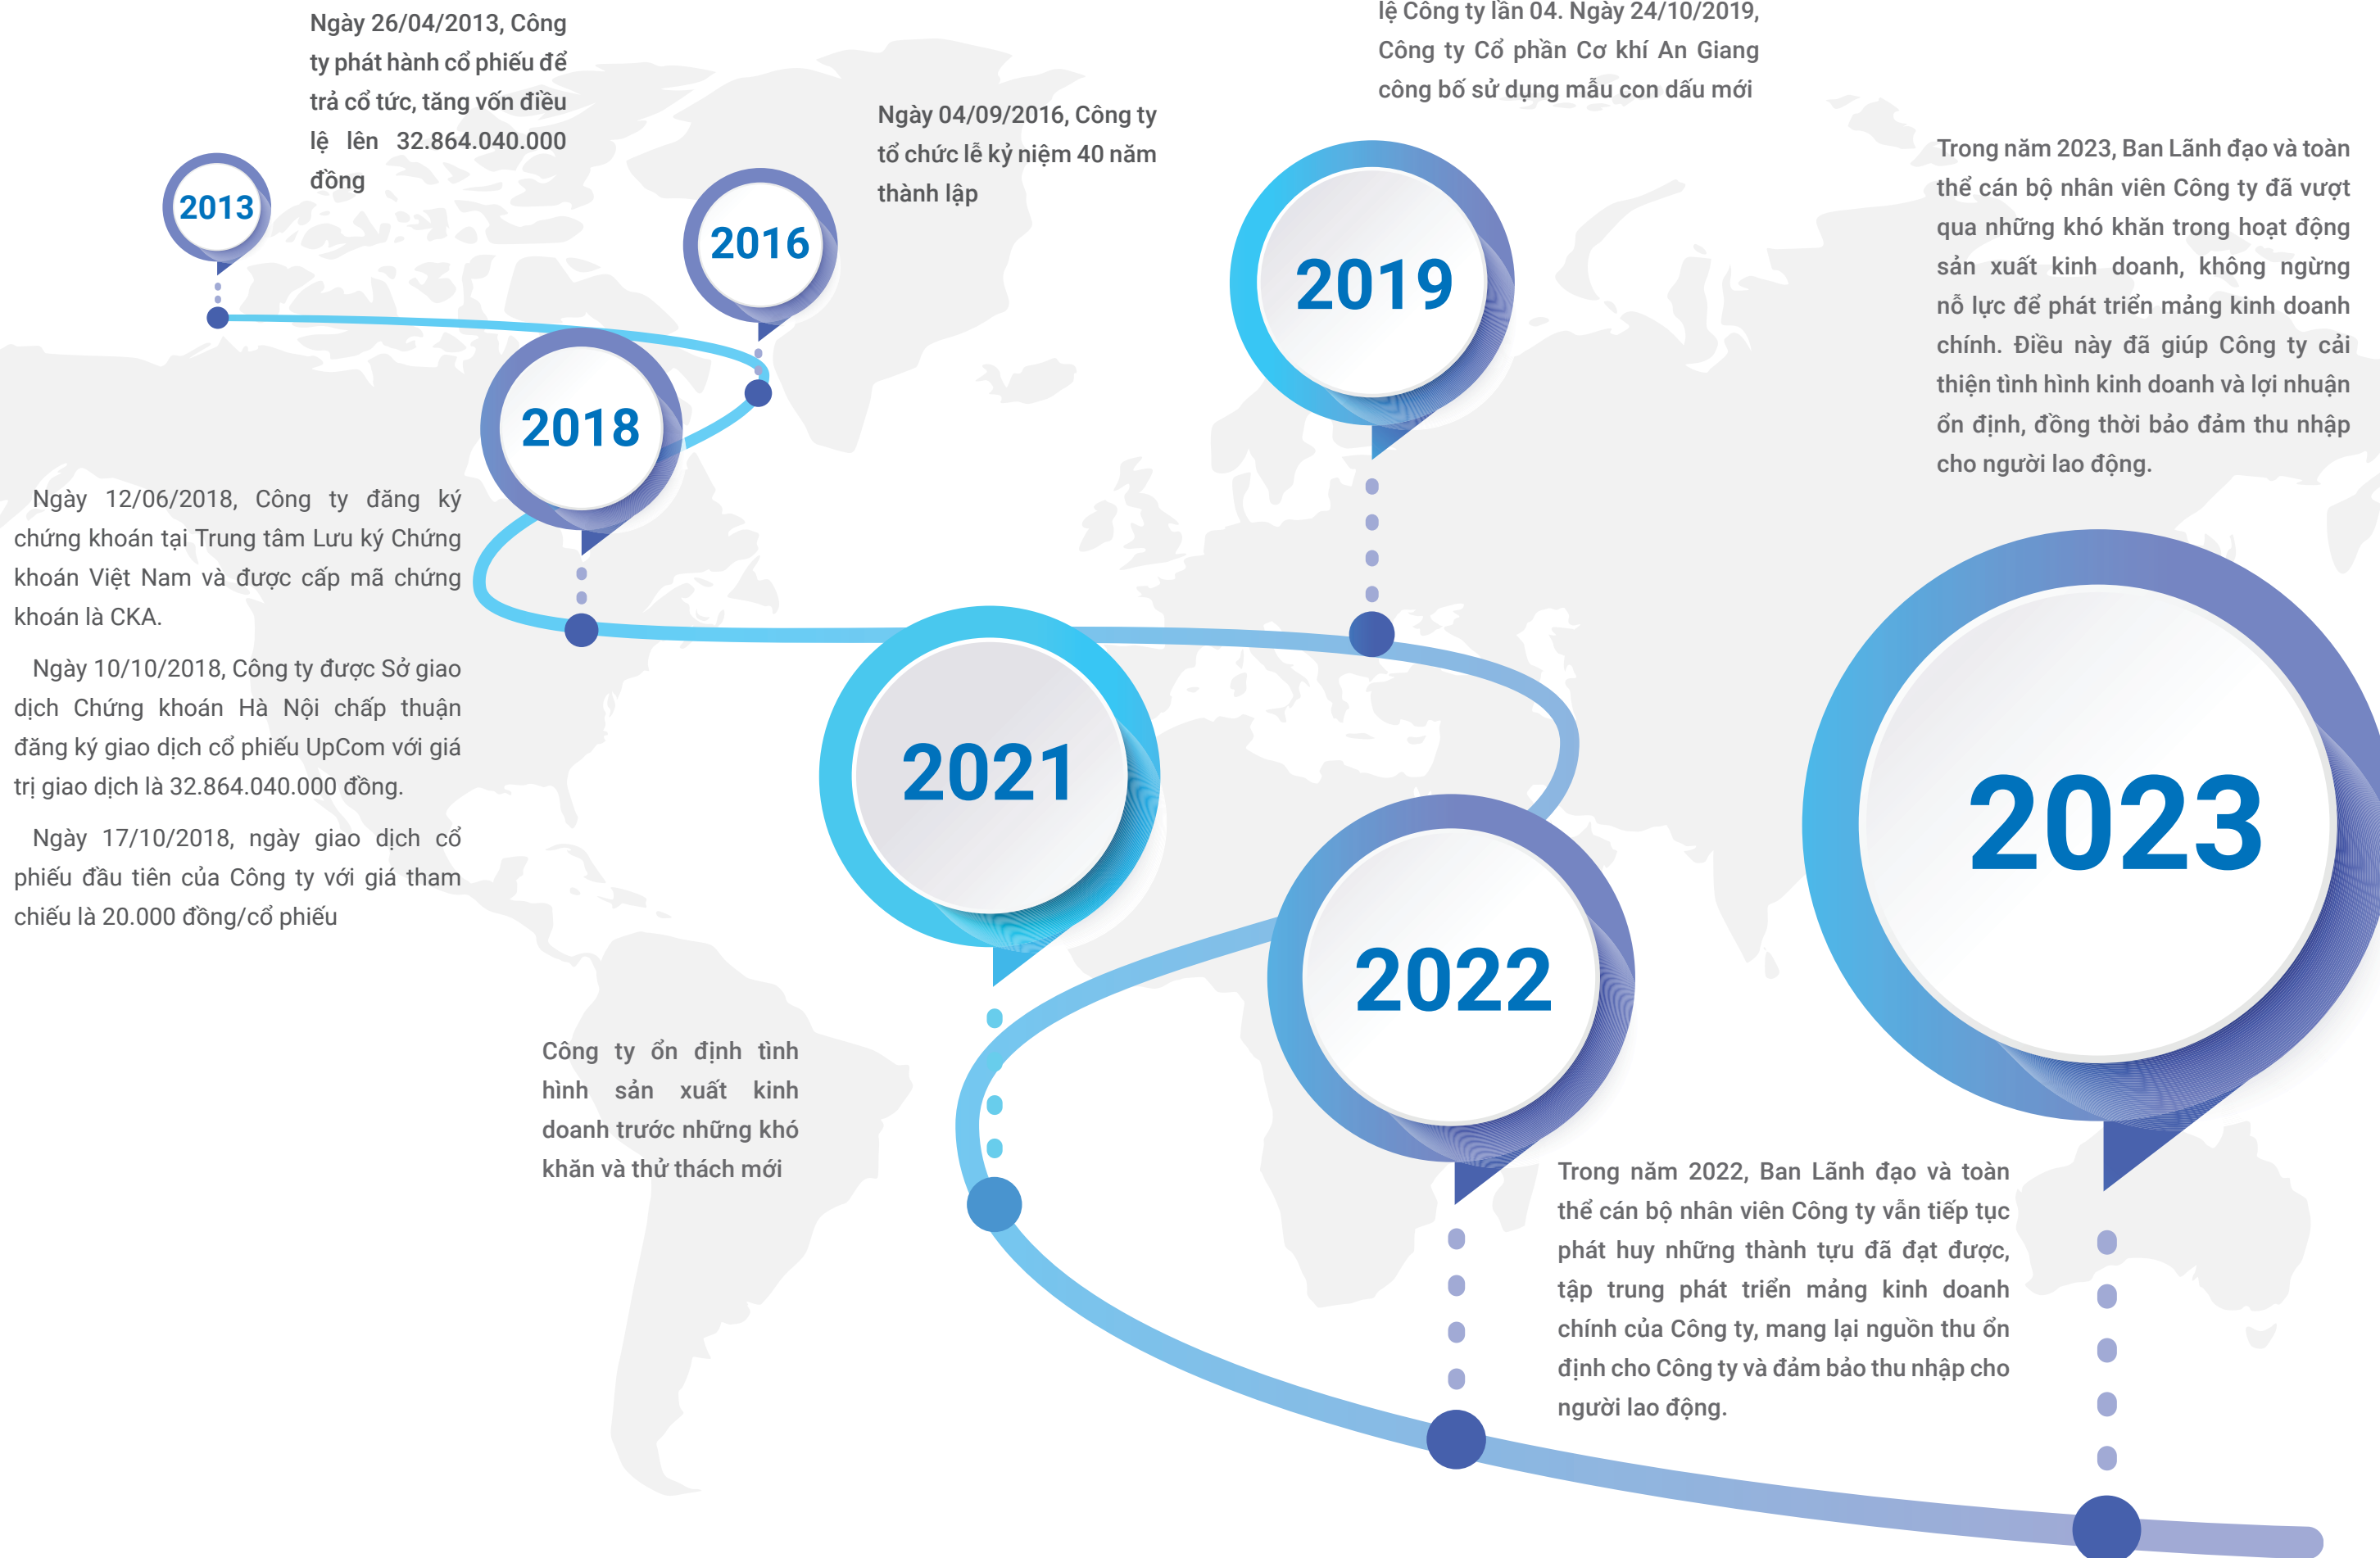 2013
Ngày 26/04/2013, Công
ty phát hành cổ phiếu để
trả cổ tức, tăng vốn điều
lệ lên 32.864.040.000
đồng
2016
Ngày 04/09/2016, Công ty
tổ chức lễ kỷ niệm 40 năm
thành lập
2018
Ngày 12/06/2018, Công ty đăng ký
chứng khoán tại Trung tâm Lưu ký Chứng
khoán Việt Nam và được cấp mã chứng
khoán là CKA.
Ngày 10/10/2018, Công ty được Sở giao
dịch Chứng khoán Hà Nội chấp thuận
đăng ký giao dịch cổ phiếu UpCom với giá
trị giao dịch là 32.864.040.000 đồng.
Ngày 17/10/2018, ngày giao dịch cổ
phiếu đầu tiên của Công ty với giá tham
chiếu là 20.000 đồng/cổ phiếu
lệ Công ty lần 04. Ngày 24/10/2019,
Công ty Cổ phần Cơ khí An Giang
công bố sử dụng mẫu con dấu mới
2019
2021
Công ty ổn định tình
hình sản xuất kinh
doanh trước những khó
khăn và thử thách mới
2022
Trong năm 2022, Ban Lãnh đạo và toàn
thể cán bộ nhân viên Công ty vẫn tiếp tục
phát huy những thành tựu đã đạt được,
tập trung phát triển mảng kinh doanh
chính của Công ty, mang lại nguồn thu ổn
định cho Công ty và đảm bảo thu nhập cho
người lao động.
Trong năm 2023, Ban Lãnh đạo và toàn
thể cán bộ nhân viên Công ty đã vượt
qua những khó khăn trong hoạt động
sản xuất kinh doanh, không ngừng
nỗ lực để phát triển mảng kinh doanh
chính. Điều này đã giúp Công ty cải
thiện tình hình kinh doanh và lợi nhuận
ổn định, đồng thời bảo đảm thu nhập
cho người lao động.
2023